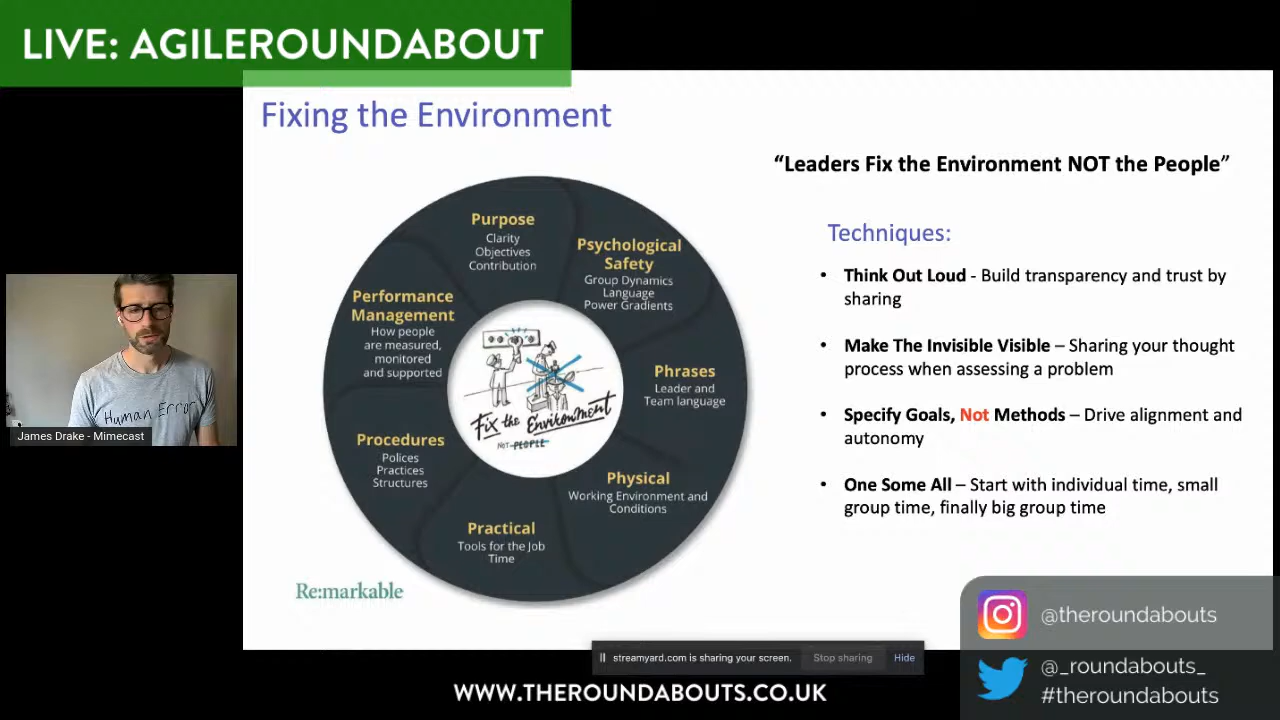 LIVE: AGILEROUNDABOUT
Fixing the Environment
“Leaders Fix the Environment NOT the People”
Purpose
Clarity
Objectives
Contribution
Psychological
Safety
Group Dynamics
Language
Power Gradients
Phrases
Leader and
Team language
Physical
Working Environment and
Conditions
Practical
Tools for the Job
Time
Procedures
Polices
Practices
Structures
Performance
Management
How people
are measured,
monitored
and supported
Fix the Environment
NOT PEOPLE
Re:markable
Techniques:
• Think Out Loud - Build transparency and trust by
sharing
• Make The Invisible Visible – Sharing your thought
process when assessing a problem
• Specify Goals, Not Methods – Drive alignment and
autonomy
• One Some All – Start with individual time, small
group time, finally big group time
Human Error
James Drake - Mimecast
streamyard.com is sharing your screen.
Stop sharing
Hide
@theroundabouts
@_roundabouts_
#theroundabouts
WWW.THEROUNDABOUTS.CO.UK